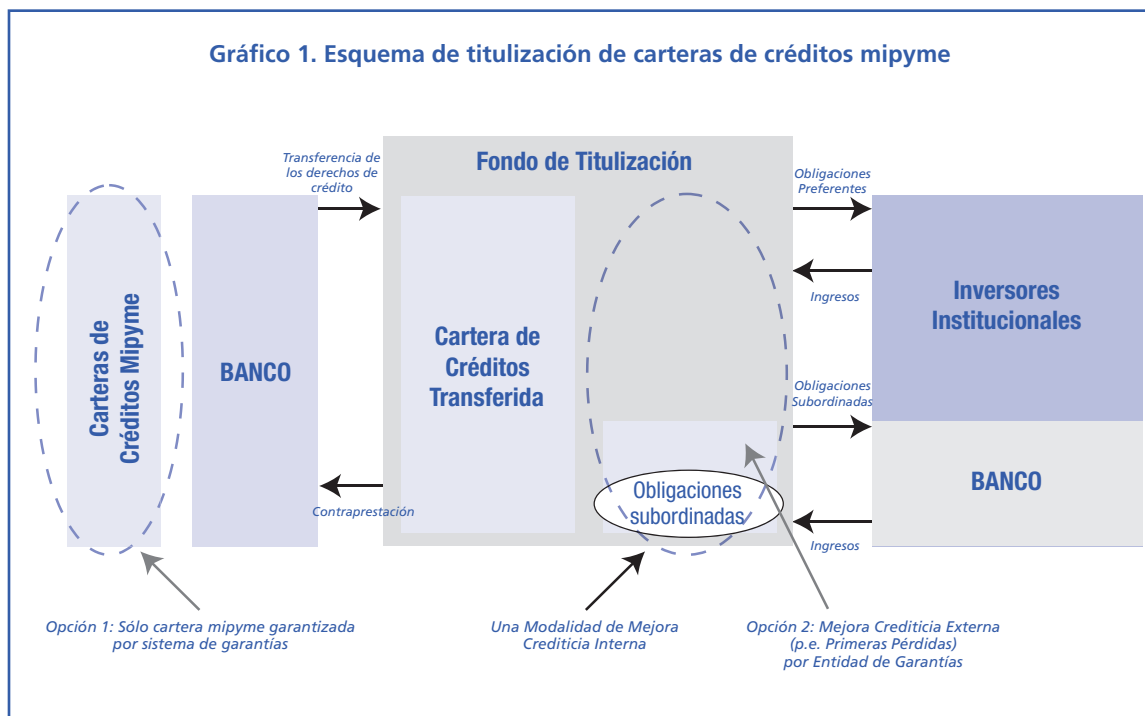 Gráfico 1. Esquema de titulización de carteras de créditos mipyme
Transferencia de
los derechos de
crédito
Fondo de Titulización
Obligaciones
Preferentes
Carteras de
Créditos Mipyme
BANCO
Cartera de
Créditos
Transferida
Ingresos
Inversores
Institucionales
Obligaciones
Subordinadas
Contraprestación
Obligaciones
subordinadas
BANCO
Ingresos
Opción 1: Sólo cartera mipyme garantizada
por sistema de garantías
Una Modalidad de Mejora
Crediticia Interna
Opción 2: Mejora Crediticia Externa
(p.e. Primeras Pérdidas)
por Entidad de Garantías